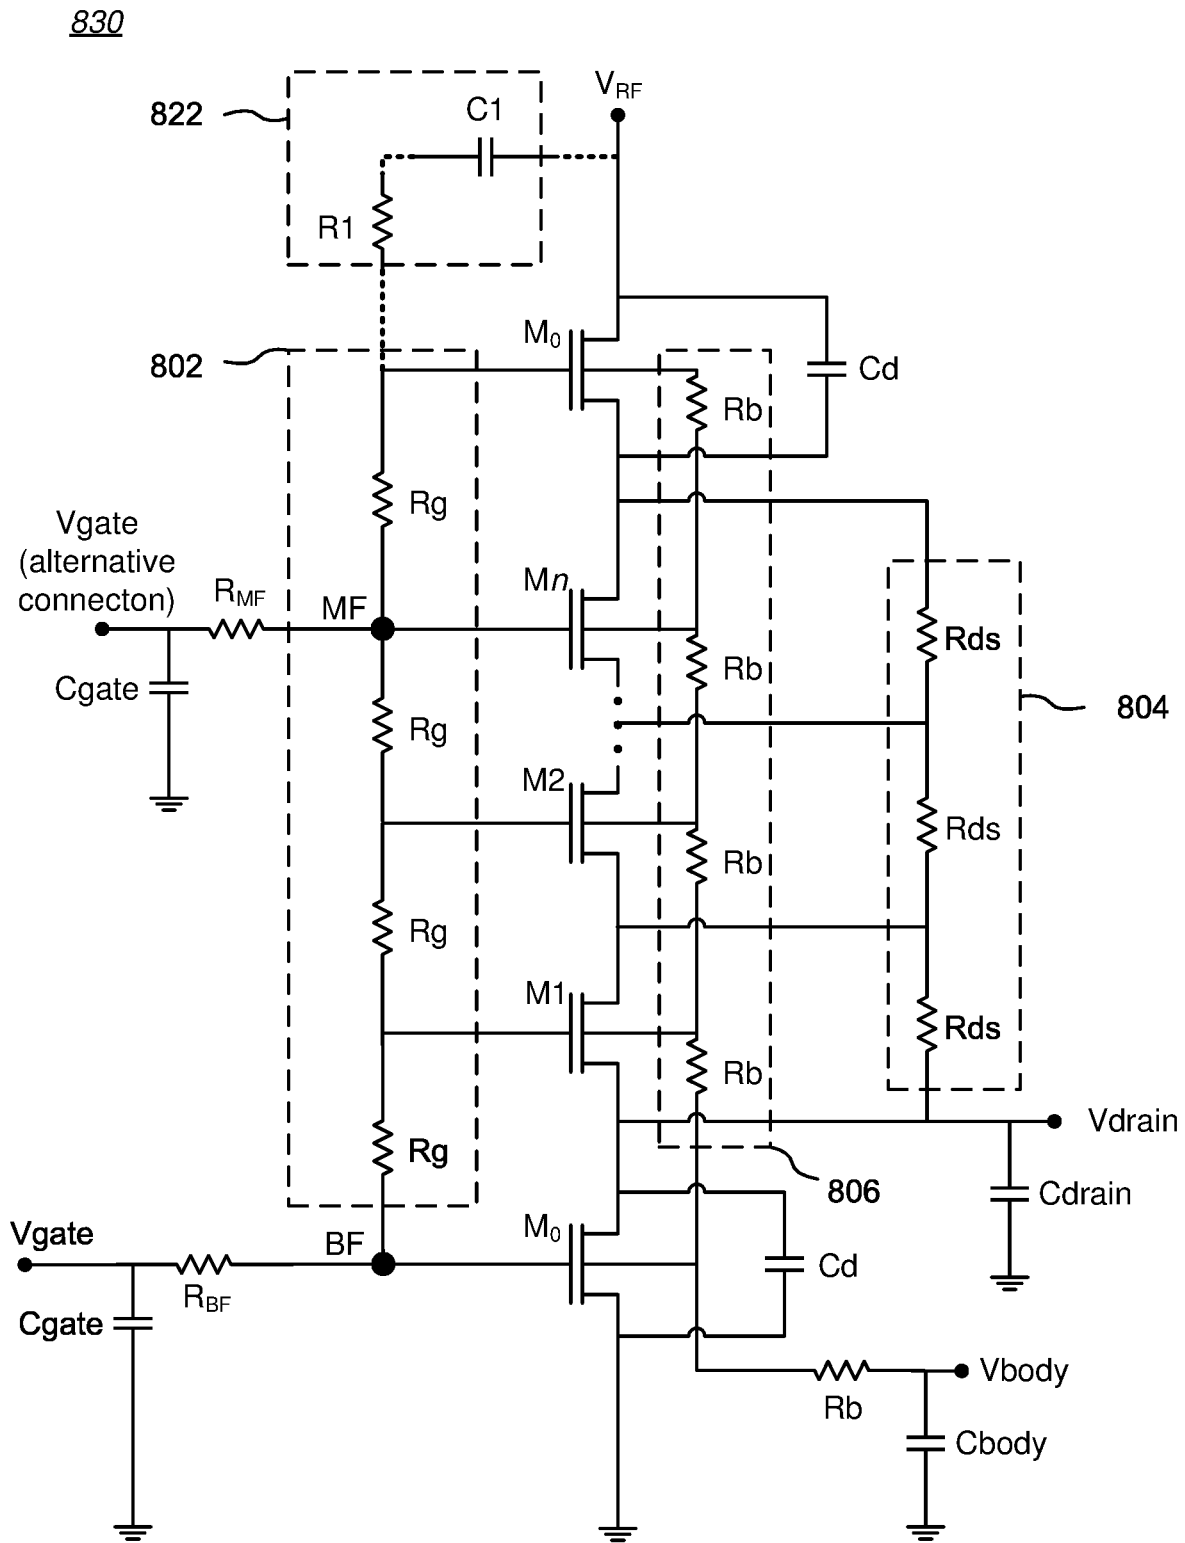 830
V_RF
822
C1
R1
M₀
802
Cd
Rb
Rg
Vgate
(alternative
connecton)
R_MF
MF
Mn
Rds
Rb
Cgate
Rg
804
M2
Rds
Rb
Rg
M1
Rds
Rb
Vdrain
Rg
806
Cdrain
Vgate
BF
M₀
Cd
R_BF
Cgate
Vbody
Rb
Cbody